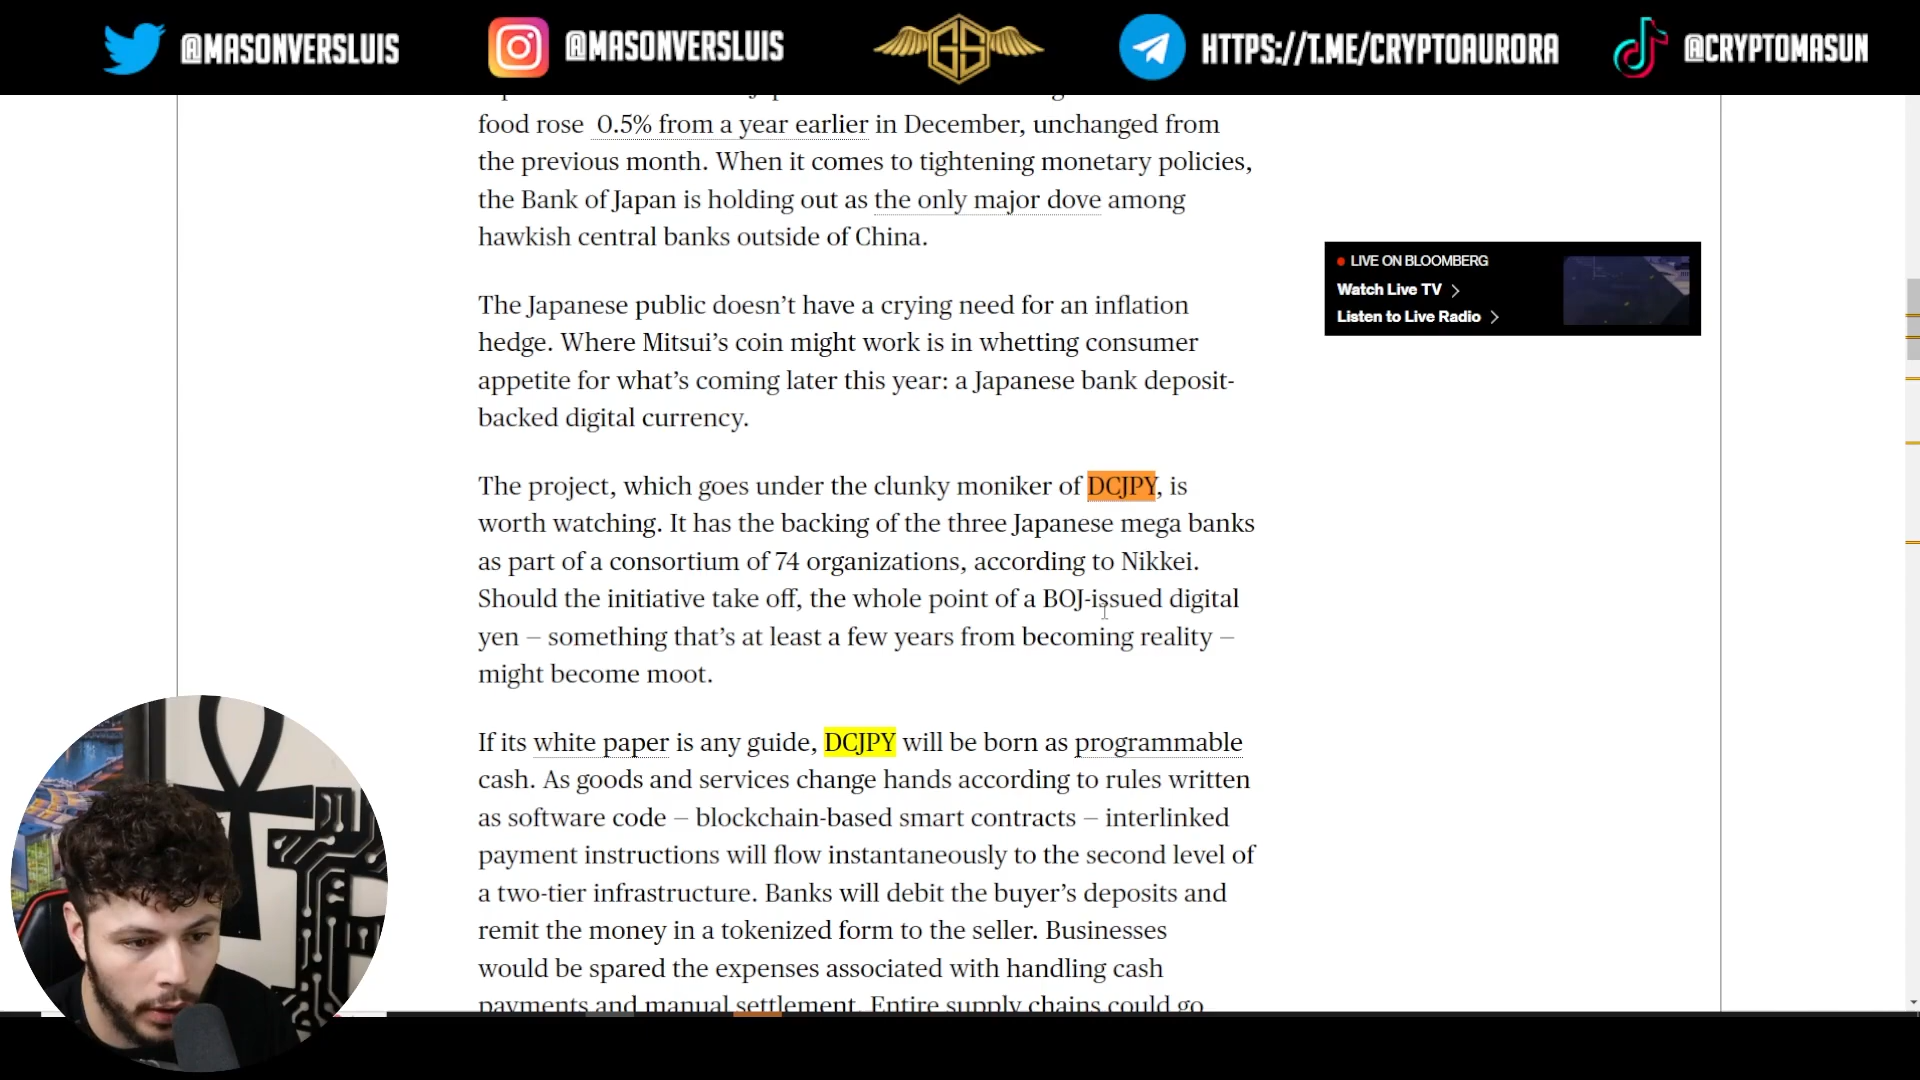 @MASONVERSLUIS
@MASONVERSLUIS
GS
HTTPS://T.ME/CRYPTOAURORA
@CRYPTOMASUN
food rose 0.5% from a year earlier in December, unchanged from
the previous month. When it comes to tightening monetary policies,
the Bank of Japan is holding out as the only major dove among
hawkish central banks outside of China.
LIVE ON BLOOMBERG
Watch Live TV
Listen to Live Radio
The Japanese public doesn’t have a crying need for an inflation
hedge. Where Mitsui’s coin might work is in whetting consumer
appetite for what’s coming later this year: a Japanese bank deposit-
backed digital currency.
The project, which goes under the clunky moniker of DCJPY, is
worth watching. It has the backing of the three Japanese mega banks
as part of a consortium of 74 organizations, according to Nikkei.
Should the initiative take off, the whole point of a BOJ-issued digital
yen — something that’s at least a few years from becoming reality —
might become moot.
If its white paper is any guide, DCJPY will be born as programmable
cash. As goods and services change hands according to rules written
as software code — blockchain-based smart contracts — interlinked
payment instructions will flow instantaneously to the second level of
a two-tier infrastructure. Banks will debit the buyer’s deposits and
remit the money in a tokenized form to the seller. Businesses
would be spared the expenses associated with handling cash
payments and manual settlement. Entire supply chains could go